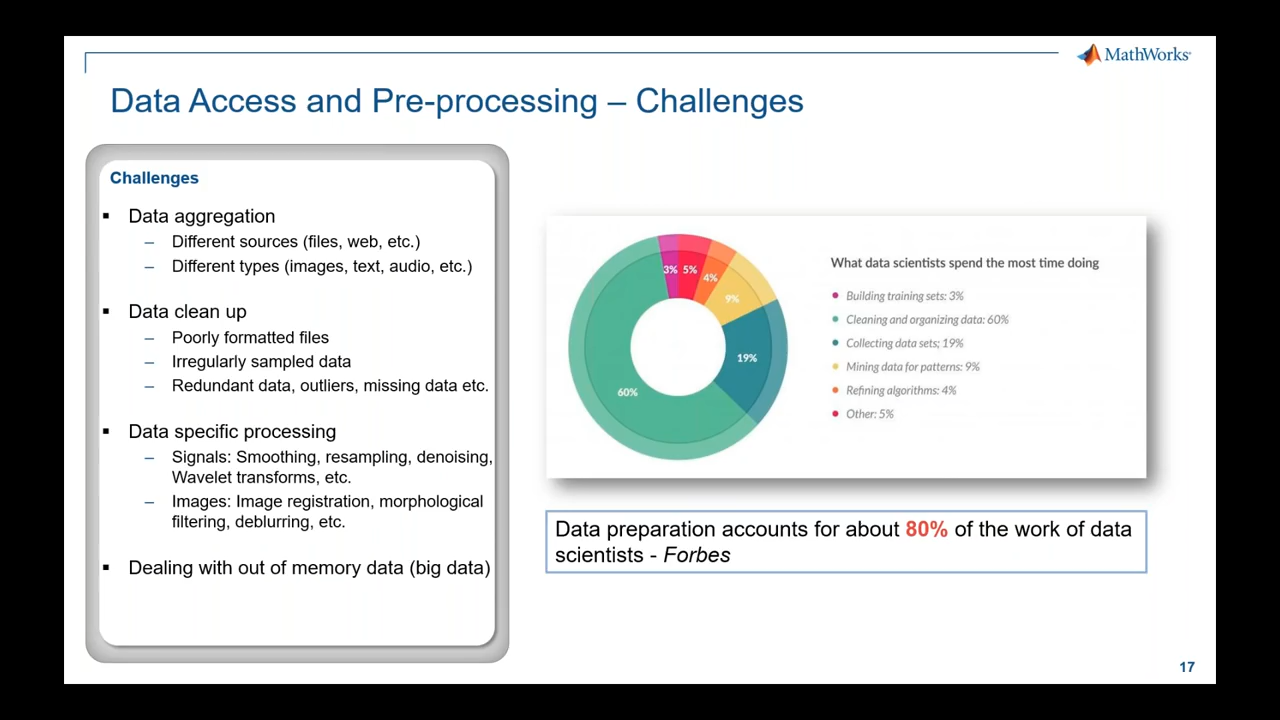 MathWorks
Data Access and Pre-processing – Challenges
Challenges
▪ Data aggregation
– Different sources (files, web, etc.)
– Different types (images, text, audio, etc.)
▪ Data clean up
– Poorly formatted files
– Irregularly sampled data
– Redundant data, outliers, missing data etc.
▪ Data specific processing
– Signals: Smoothing, resampling, denoising,
Wavelet transforms, etc.
– Images: Image registration, morphological
filtering, deblurring, etc.
▪ Dealing with out of memory data (big data)
3%
5%
4%
9%
19%
60%
What data scientists spend the most time doing
Building training sets: 3%
Cleaning and organizing data: 60%
Collecting data sets; 19%
Mining data for patterns: 9%
Refining algorithms: 4%
Other: 5%
Data preparation accounts for about 80% of the work of data
scientists - Forbes
17